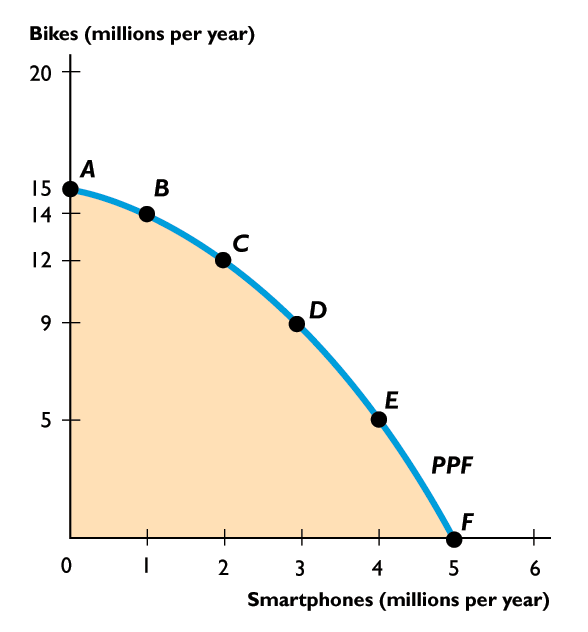 Bikes (millions per year)
20
A
15
B
14
C
12
D
9
E
5
PPF
F
0 1 2 3 4 5 6
Smartphones (millions per year)